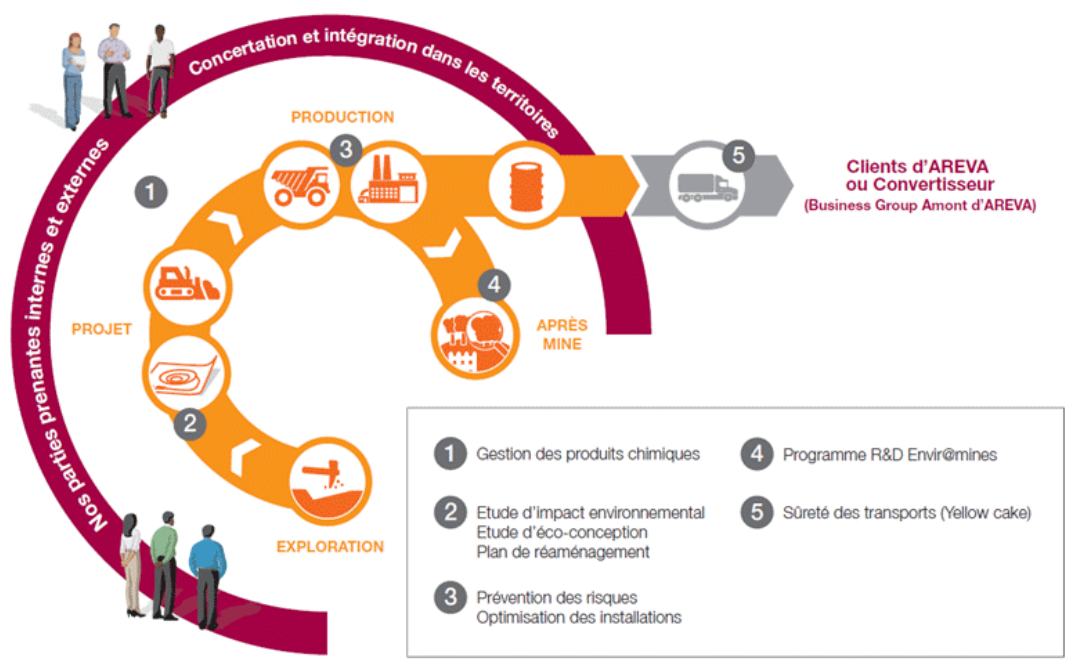 Concertation et intégration dans les territoires
Nos parties prenantes internes et externes
PRODUCTION
3
5
1
Clients d'AREVA
ou Convertisseur
(Business Group Amont d'AREVA)
4
PROJET
APRÈS
MINE
2
EXPLORATION
1 Gestion des produits chimiques
2 Etude d'impact environnemental
Etude d'éco-conception
Plan de réaménagement
3 Prévention des risques
Optimisation des installations
4 Programme R&D Envir@mines
5 Sûreté des transports (Yellow cake)